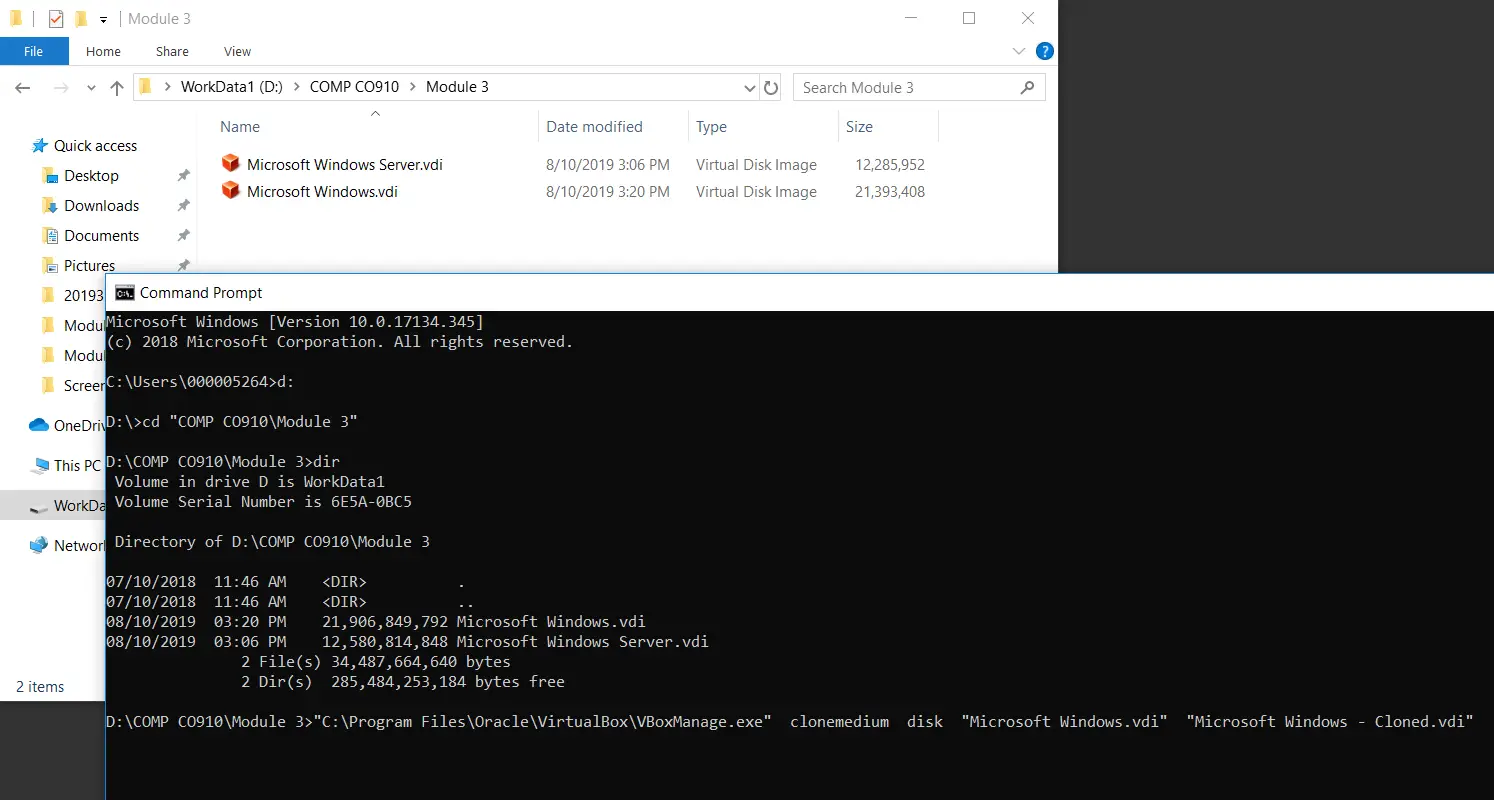 Module 3
File Home Share View
WorkData1 (D:) COMP CO910 Module 3
Search Module 3
Name Date modified Type Size
Quick access
Microsoft Windows Server.vdi 8/10/2019 3:06 PM Virtual Disk Image 12,285,952
Desktop
Microsoft Windows.vdi 8/10/2019 3:20 PM Virtual Disk Image 21,393,408
Downloads
Documents
Pictures
20193
Modul
Modul
Screen
OneDriv
This PC
WorkDa
Networ
2 items
Command Prompt
Microsoft Windows [Version 10.0.17134.345]
(c) 2018 Microsoft Corporation. All rights reserved.
C:\Users\000005264>d:
D:\>cd "COMP CO910\Module 3"
D:\COMP CO910\Module 3>dir
Volume in drive D is WorkData1
Volume Serial Number is 6E5A-0BC5
Directory of D:\COMP CO910\Module 3
07/10/2018  11:46 AM    <DIR>          .
07/10/2018  11:46 AM    <DIR>          ..
08/10/2019  03:20 PM    21,906,849,792 Microsoft Windows.vdi
08/10/2019  03:06 PM    12,580,814,848 Microsoft Windows Server.vdi
2 File(s) 34,487,664,640 bytes
2 Dir(s)  285,484,253,184 bytes free
D:\COMP CO910\Module 3>"C:\Program Files\Oracle\VirtualBox\VBoxManage.exe"  clonemedium  disk  "Microsoft Windows.vdi"  "Microsoft Windows - Cloned.vdi"